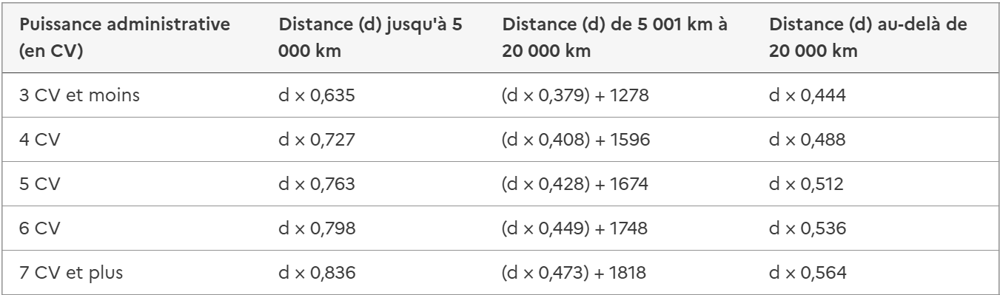 Puissance administrative (en CV) Distance (d) jusqu'à 5 000 km Distance (d) de 5 001 km à 20 000 km Distance (d) au-delà de 20 000 km
3 CV et moins d × 0,635 (d × 0,379) + 1278 d × 0,444
4 CV d × 0,727 (d × 0,408) + 1596 d × 0,488
5 CV d × 0,763 (d × 0,428) + 1674 d × 0,512
6 CV d × 0,798 (d × 0,449) + 1748 d × 0,536
7 CV et plus d × 0,836 (d × 0,473) + 1818 d × 0,564